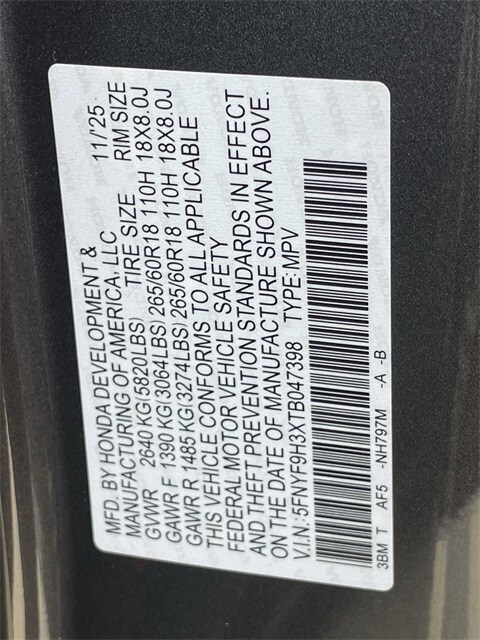 MFD. BY HONDA DEVELOPMENT & 11/'25
MANUFACTURING OF AMERICA, LLC
TIRE SIZE RIM SIZE
GVWR 2640 KG(5820LBS)
GAWR F 1390 KG(3064LBS) 265/60R18 110H 18X8.0J
GAWR R 1485 KG(3274LBS) 265/60R18 110H 18X8.0J
THIS VEHICLE CONFORMS TO ALL APPLICABLE
FEDERAL MOTOR VEHICLE SAFETY
AND THEFT PREVENTION STANDARDS IN EFFECT
ON THE DATE OF MANUFACTURE SHOWN ABOVE.
V.I.N: 5FNYF9H3XTB047398 TYPE: MPV
3BM T AF5 -NH797M -A -B